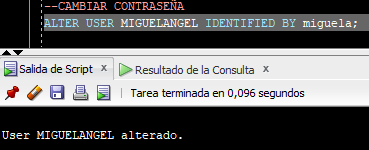 --CAMBIAR CONTRASEÑA
ALTER USER MIGUELANGEL IDENTIFIED BY miguela;
Salida de Script x Resultado de la Consulta x
Tarea terminada en 0,096 segundos
User MIGUELANGEL alterado.